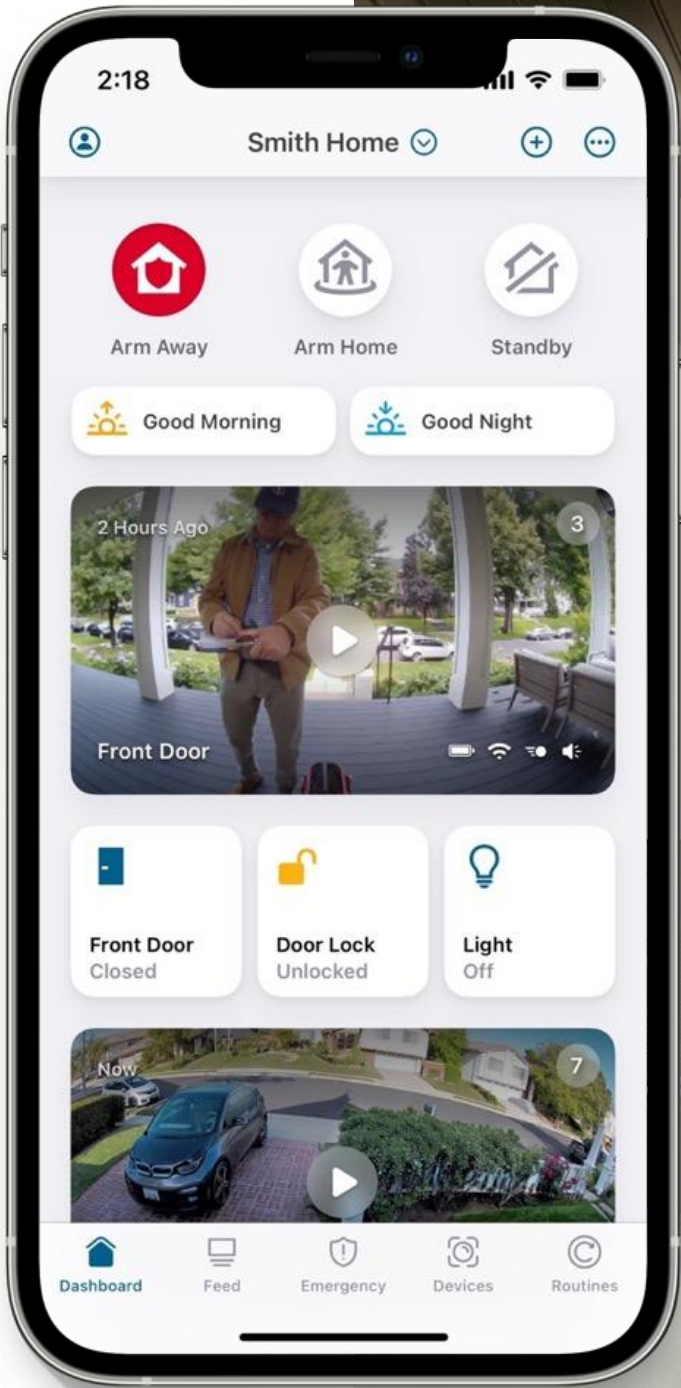 2:18
Smith Home
Arm Away
Arm Home
Standby
Good Morning
Good Night
2 Hours Ago
3
Front Door
Front Door
Closed
Door Lock
Unlocked
Light
Off
Now
7
Dashboard
Feed
Emergency
Devices
Routines